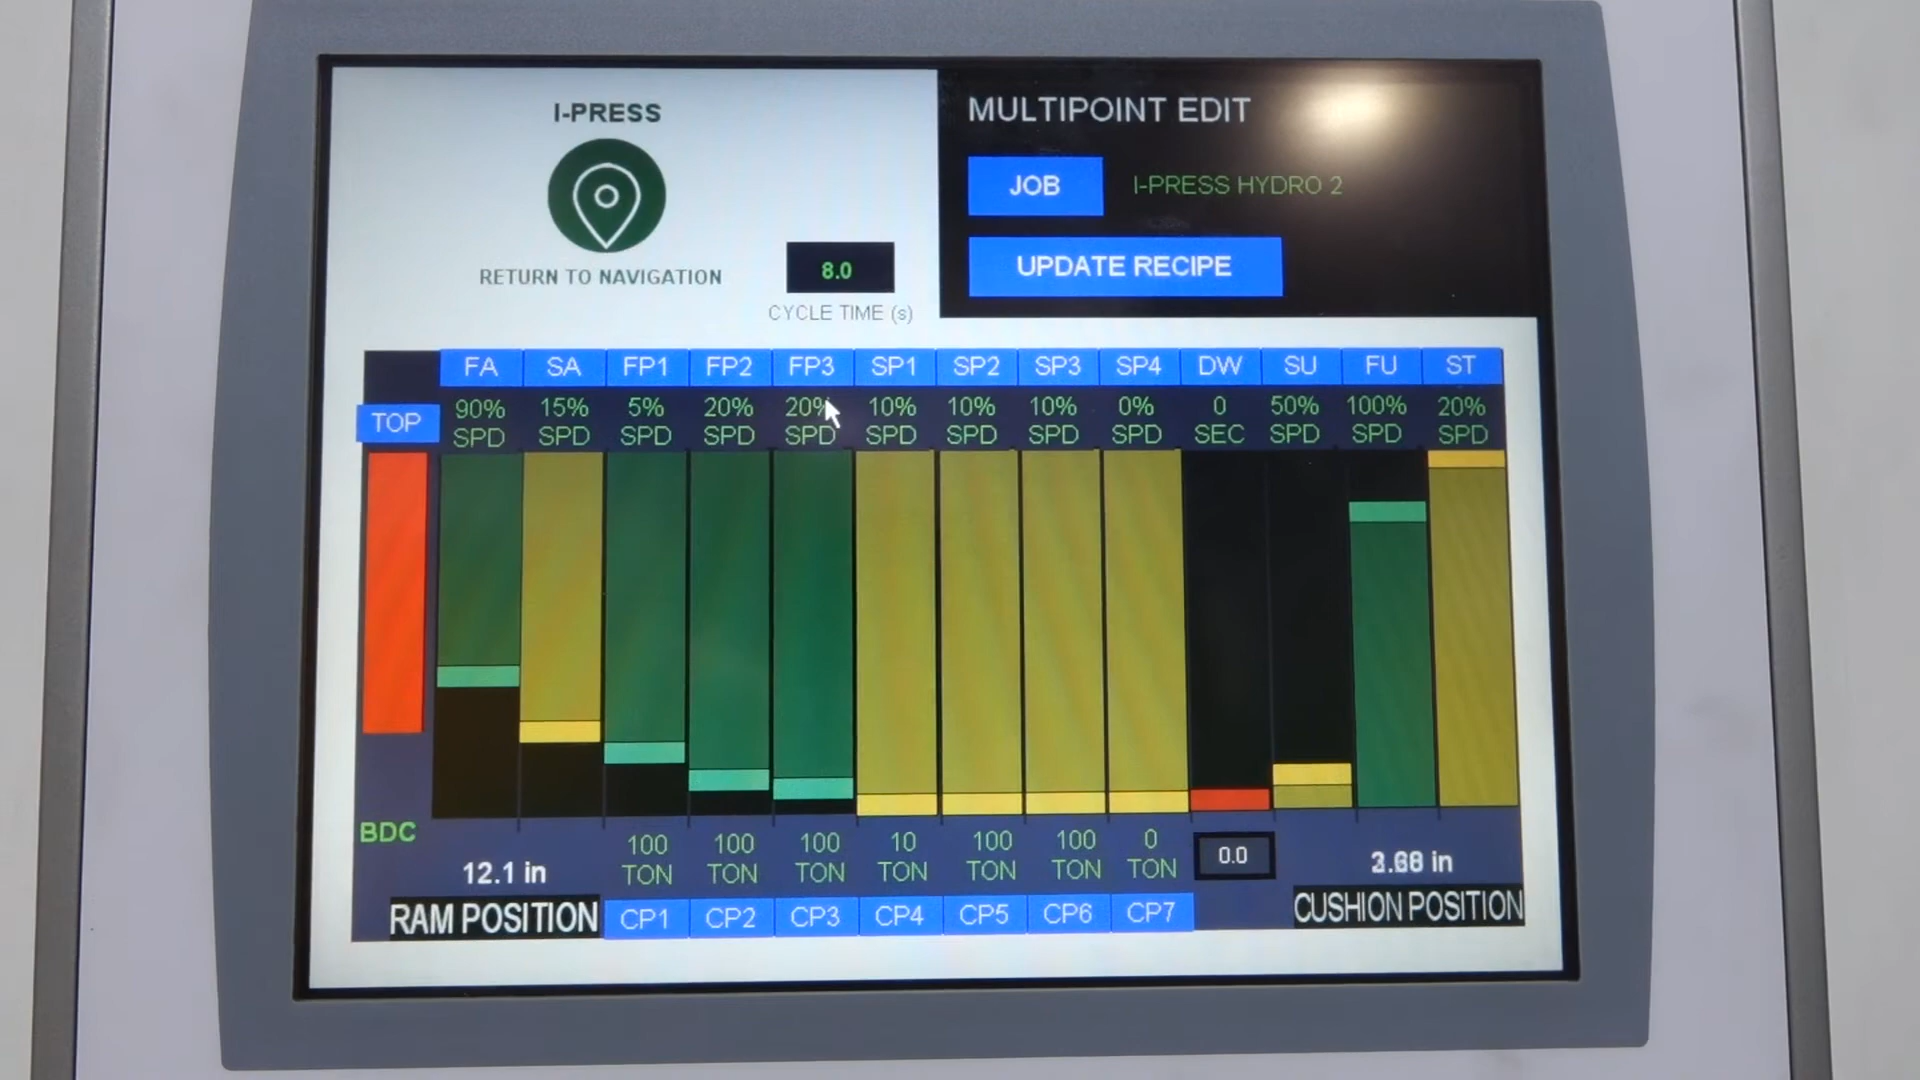 I-PRESS
RETURN TO NAVIGATION
8.0
CYCLE TIME (s)
MULTIPOINT EDIT
JOB I-PRESS HYDRO 2
UPDATE RECIPE
FA SA FP1 FP2 FP3 SP1 SP2 SP3 SP4 DW SU FU ST
TOP
90% 15% 5% 20% 20% 10% 10% 10% 0% 0 50% 100% 20%
SPD SPD SPD SPD SPD SPD SPD SPD SPD SEC SPD SPD SPD
BDC
100 100 100 10 100 100 0
TON TON TON TON TON TON TON
12.1 in
0.0
in
RAM POSITION
CP1 CP2 CP3 CP4 CP5 CP6 CP7
CUSHION POSITION